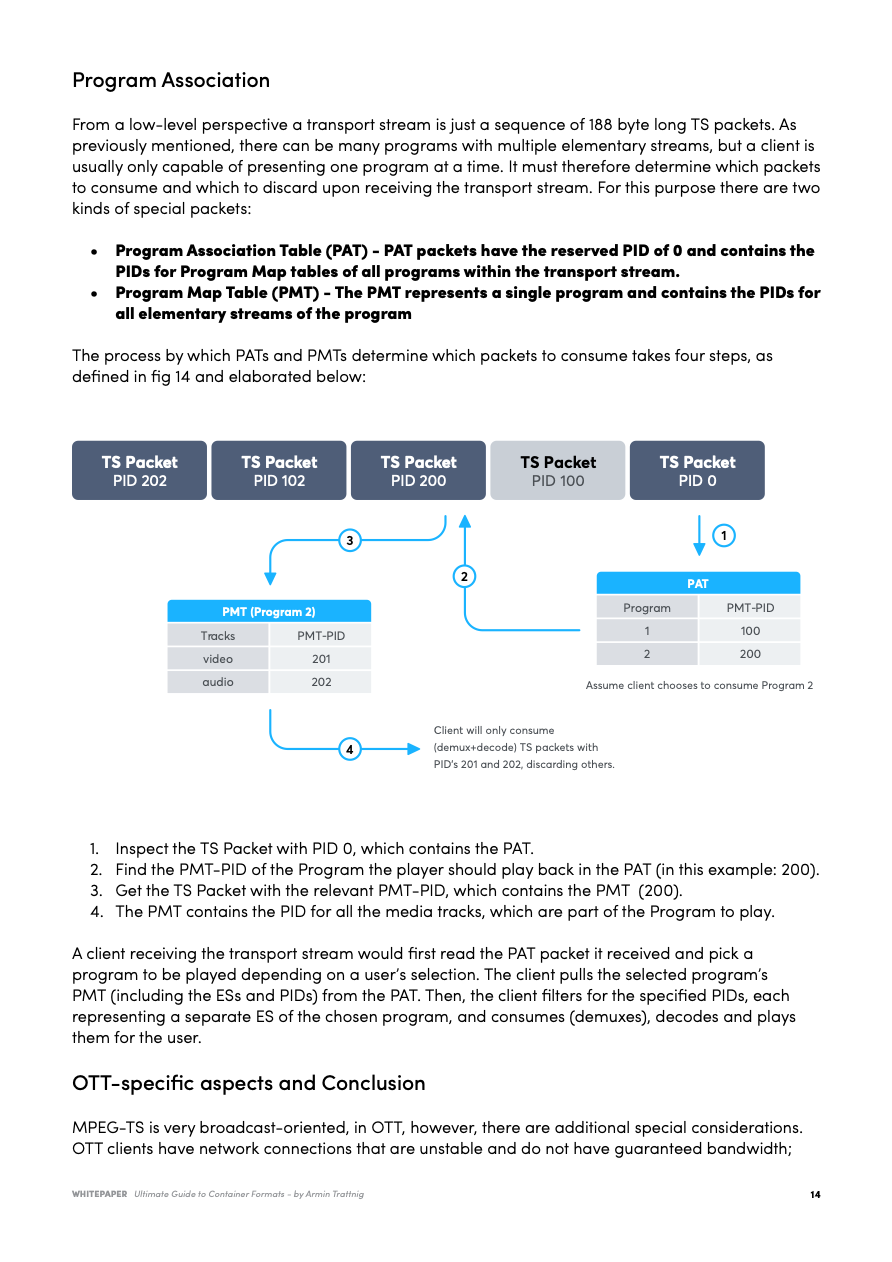 Program Association
From a low-level perspective a transport stream is just a sequence of 188 byte long TS packets. As
previously mentioned, there can be many programs with multiple elementary streams, but a client is
usually only capable of presenting one program at a time. It must therefore determine which packets
to consume and which to discard upon receiving the transport stream. For this purpose there are two
kinds of special packets:
• Program Association Table (PAT) - PAT packets have the reserved PID of 0 and contains the
PIDs for Program Map tables of all programs within the transport stream.
• Program Map Table (PMT) - The PMT represents a single program and contains the PIDs for
all elementary streams of the program
The process by which PATs and PMTs determine which packets to consume takes four steps, as
defined in fig 14 and elaborated below:
TS Packet TS Packet TS Packet TS Packet TS Packet
PID 202 PID 102 PID 200 PID 100 PID 0
1
3
2
PAT
Program PMT-PID
1 100
2 200
Assume client chooses to consume Program 2
PMT (Program 2)
Tracks PMT-PID
video 201
audio 202
4
Client will only consume
(demux+decode) TS packets with
PID's 201 and 202, discarding others.
1. Inspect the TS Packet with PID 0, which contains the PAT.
2. Find the PMT-PID of the Program the player should play back in the PAT (in this example: 200).
3. Get the TS Packet with the relevant PMT-PID, which contains the PMT (200).
4. The PMT contains the PID for all the media tracks, which are part of the Program to play.
A client receiving the transport stream would first read the PAT packet it received and pick a
program to be played depending on a user's selection. The client pulls the selected program's
PMT (including the ESs and PIDs) from the PAT. Then, the client filters for the specified PIDs, each
representing a separate ES of the chosen program, and consumes (demuxes), decodes and plays
them for the user.
OTT-specific aspects and Conclusion
MPEG-TS is very broadcast-oriented, in OTT, however, there are additional special considerations.
OTT clients have network connections that are unstable and do not have guaranteed bandwidth;
WHITEPAPER Ultimate Guide to Container Formats - by Armin Trattnig 14